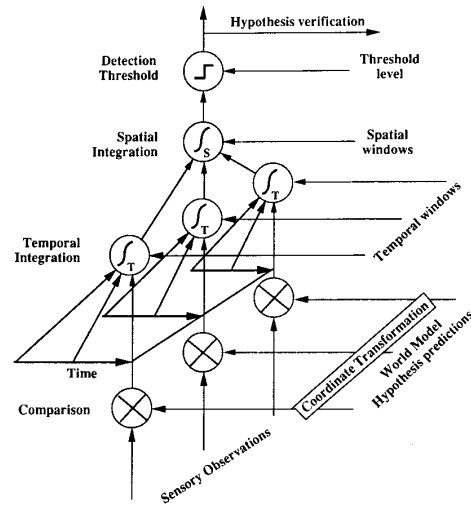 Hypothesis verification
Detection
Threshold
Threshold
level
Spatial
Integration
∫S
Spatial
windows
∫T
∫T
Temporal
Integration
∫T
Temporal windows
Time
Coordinate Transformation
World Model
Hypothesis predictions
Comparison
Sensory Observations